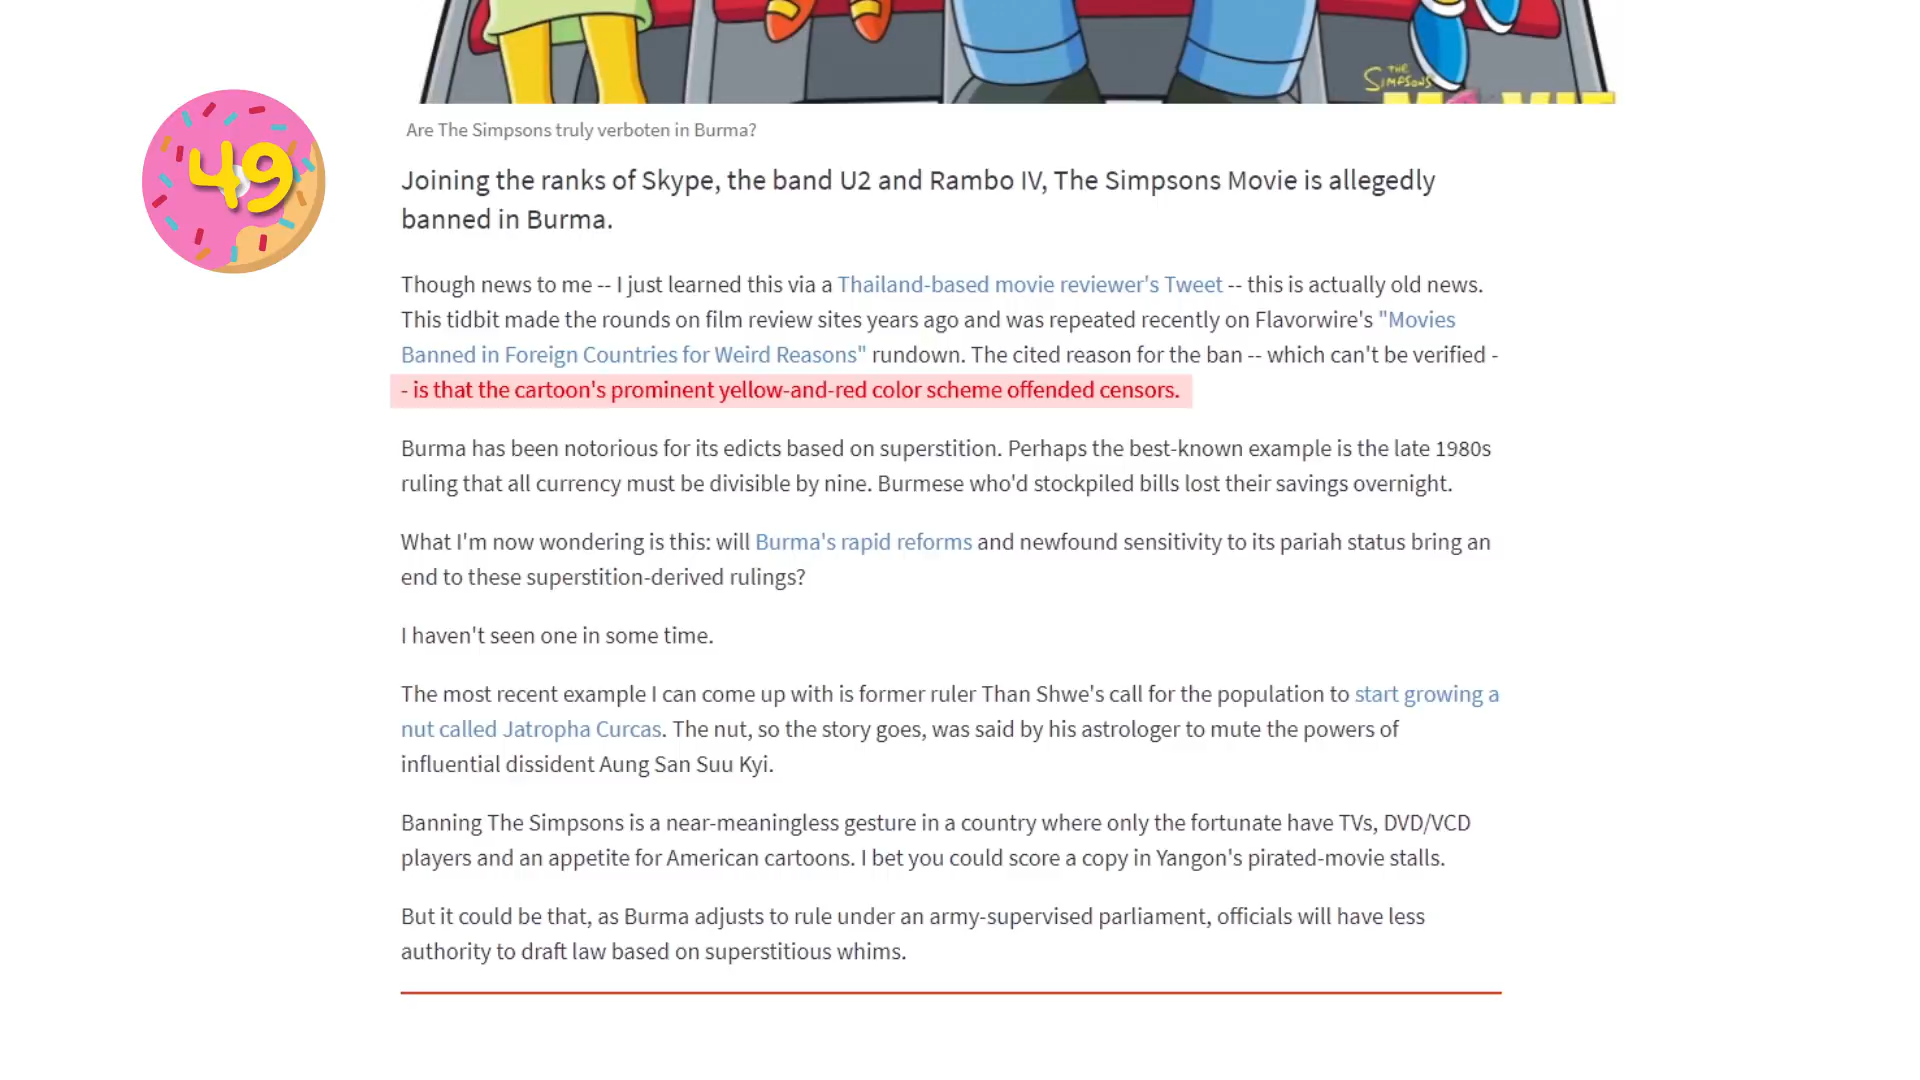 THE
SIMPSONS
49
Are The Simpsons truly verboten in Burma?
Joining the ranks of Skype, the band U2 and Rambo IV, The Simpsons Movie is allegedly
banned in Burma.
Though news to me -- I just learned this via a Thailand-based movie reviewer's Tweet -- this is actually old news.
This tidbit made the rounds on film review sites years ago and was repeated recently on Flavorwire's "Movies
Banned in Foreign Countries for Weird Reasons" rundown. The cited reason for the ban -- which can't be verified -
- is that the cartoon's prominent yellow-and-red color scheme offended censors.
Burma has been notorious for its edicts based on superstition. Perhaps the best-known example is the late 1980s
ruling that all currency must be divisible by nine. Burmese who'd stockpiled bills lost their savings overnight.
What I'm now wondering is this: will Burma's rapid reforms and newfound sensitivity to its pariah status bring an
end to these superstition-derived rulings?
I haven't seen one in some time.
The most recent example I can come up with is former ruler Than Shwe's call for the population to start growing a
nut called Jatropha Curcas. The nut, so the story goes, was said by his astrologer to mute the powers of
influential dissident Aung San Suu Kyi.
Banning The Simpsons is a near-meaningless gesture in a country where only the fortunate have TVs, DVD/VCD
players and an appetite for American cartoons. I bet you could score a copy in Yangon's pirated-movie stalls.
But it could be that, as Burma adjusts to rule under an army-supervised parliament, officials will have less
authority to draft law based on superstitious whims.